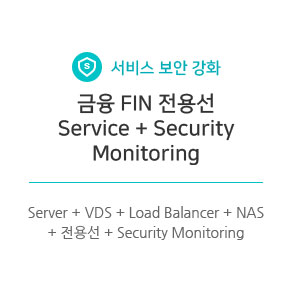 S
서비스 보안 강화
금융 FIN 전용선
Service + Security
Monitoring
Server + VDS + Load Balancer + NAS
+ 전용선 + Security Monitoring